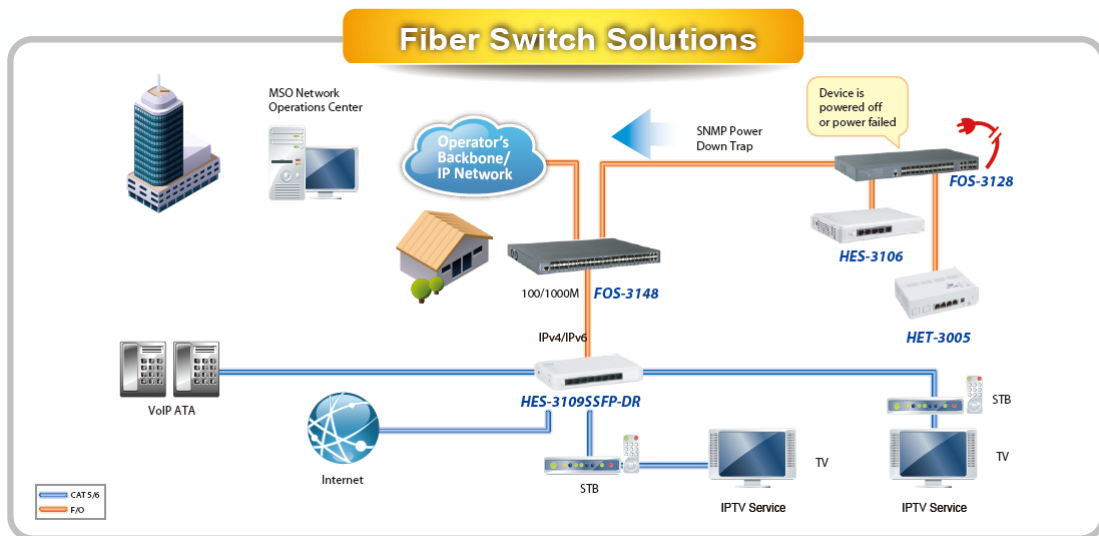 Fiber Switch Solutions
MSO Network
Operations Center
Operator's
Backbone/
IP Network
SNMP Power
Down Trap
Device is
powered off
or power failed
FOS-3128
HES-3106
FOS-3148
100/1000M
HET-3005
IPv4/IPv6
HES-3109SSFP-DR
VoIP ATA
STB
Internet
STB
TV
TV
IPTV Service
IPTV Service
CAT 5/6
F/O